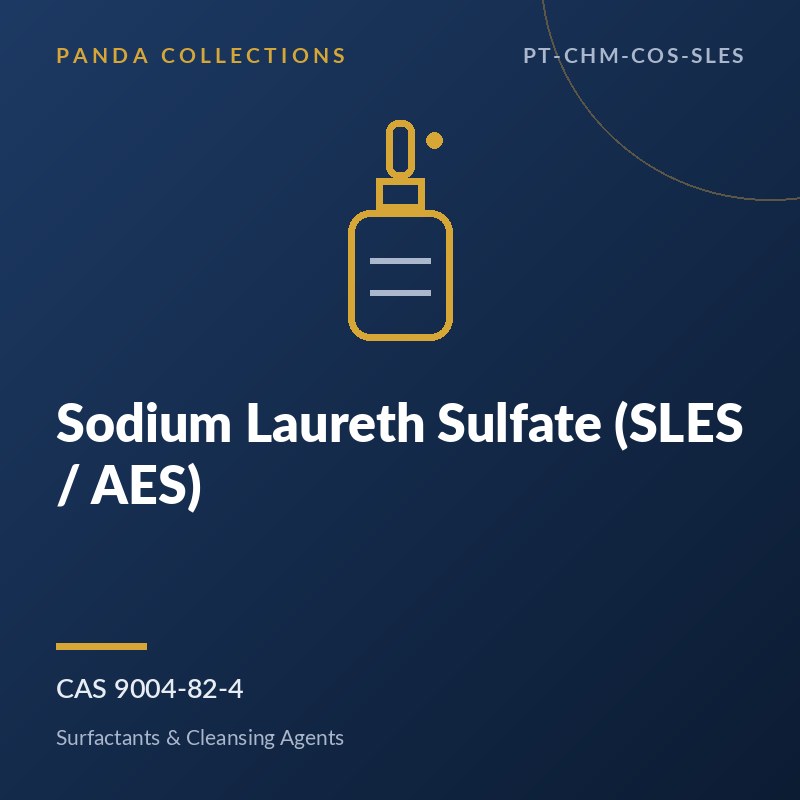 PANDA COLLECTIONS
PT-CHM-COS-SLES
Sodium Laureth Sulfate (SLES
/ AES)
CAS 9004-82-4
Surfactants & Cleansing Agents